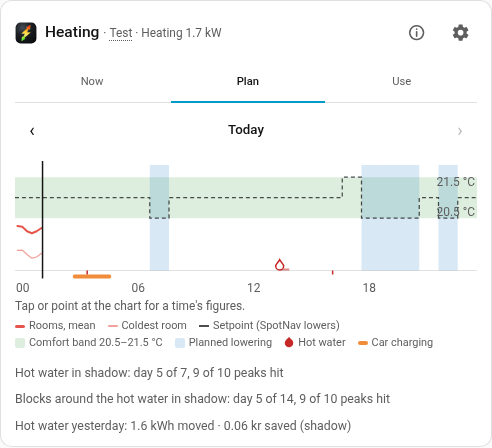 Heating · Test · Heating 1.7 kW
Now Plan Use
‹ Today ›
21.5 °C
20.5 °C
00 06 12 18
Tap or point at the chart for a time's figures.
Rooms, mean Coldest room Setpoint (SpotNav lowers)
Comfort band 20.5–21.5 °C Planned lowering Hot water Car charging
Hot water in shadow: day 5 of 7, 9 of 10 peaks hit
Blocks around the hot water in shadow: day 5 of 14, 9 of 10 peaks hit
Hot water yesterday: 1.6 kWh moved · 0.06 kr saved (shadow)